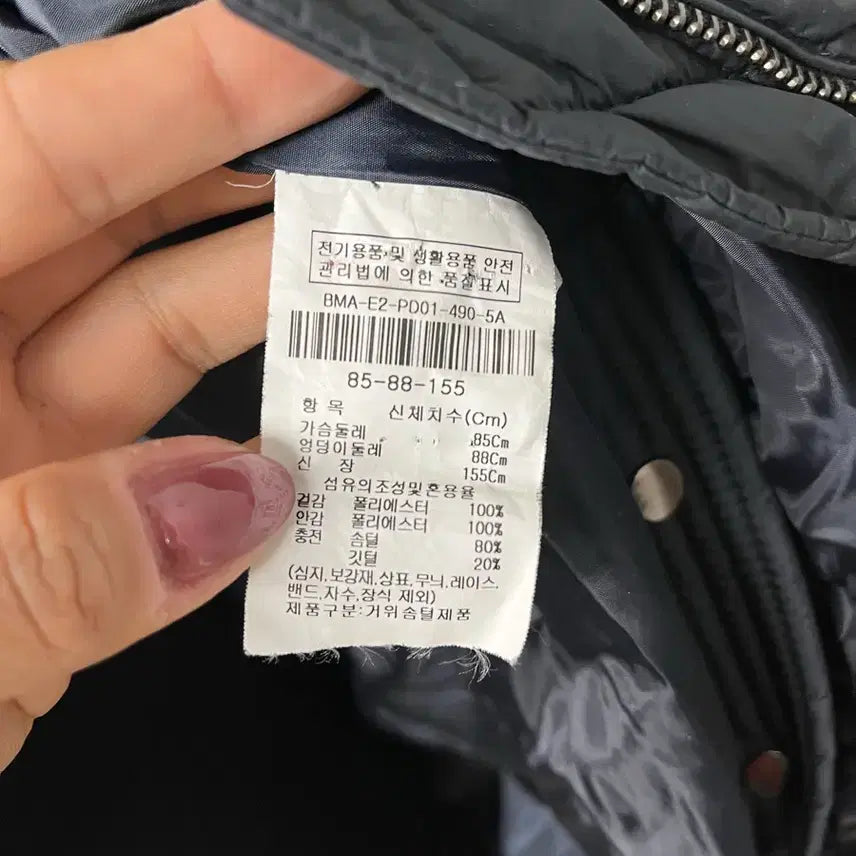 전기용품 및 생활용품 안전
관리법에 의한 품질표시
BMA-E2-PD01-490-5A
85-88-155
항 목 신체치수(Cm)
가슴둘레 85Cm
엉덩이둘레 88Cm
신 장 155Cm
섬유의조성및혼용율
겉감 폴리에스터 100%
안감 폴리에스터 100%
충전 솜털 80%
깃털 20%
(심지,보강재,상표,무늬,레이스,
밴드,자수,장식 제외)
제품구분:거위솜털제품